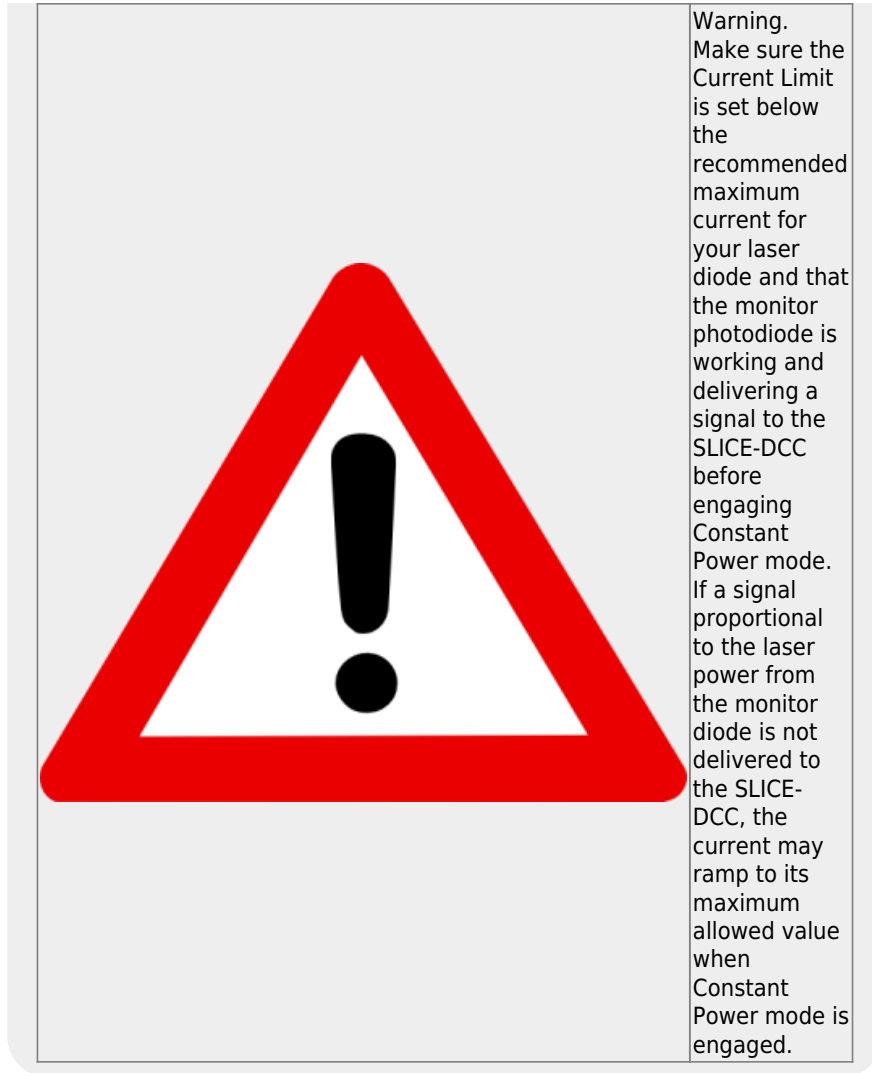 Warning.
Make sure the
Current Limit
is set below
the
recommended
maximum
current for
your laser
diode and that
the monitor
photodiode is
working and
delivering a
signal to the
SLICE-DCC
before
engaging
Constant
Power mode.
If a signal
proportional
to the laser
power from
the monitor
diode is not
delivered to
the SLICE-
DCC, the
current may
ramp to its
maximum
allowed value
when
Constant
Power mode is
engaged.